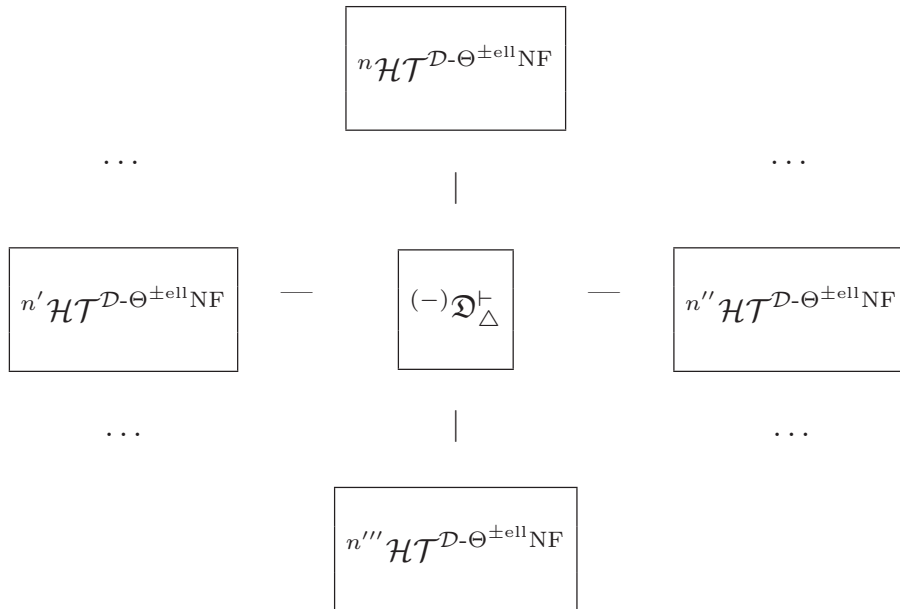 ⁿHT^{D-Θ^{±ell}NF}
··· ···
|
ⁿ′HT^{D-Θ^{±ell}NF} — ⁽⁻⁾𝔇^⊢_△ — ⁿ″HT^{D-Θ^{±ell}NF}
··· ···
|
ⁿ‴HT^{D-Θ^{±ell}NF}